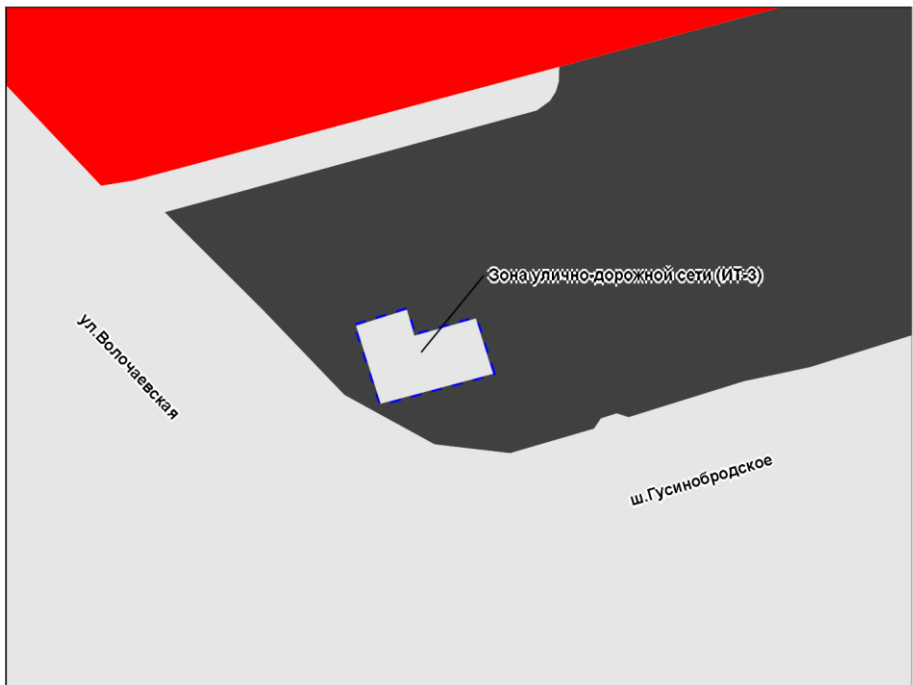 Зона улично-дорожной сети (ИТ-3)
ул.Волочаевская
ш.Гусинобродское